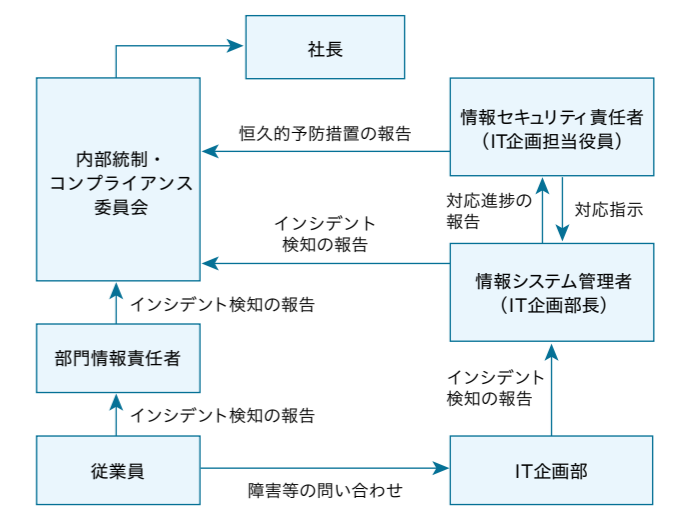 社長
内部統制・
コンプライアンス
委員会
恒久的予防措置の報告
情報セキュリティ責任者
（IT企画担当役員）
対応進捗の
報告
対応指示
インシデント
検知の報告
情報システム管理者
（IT企画部長）
インシデント検知の報告
部門情報責任者
インシデント検知の報告
インシデント
検知の報告
従業員
障害等の問い合わせ
IT企画部